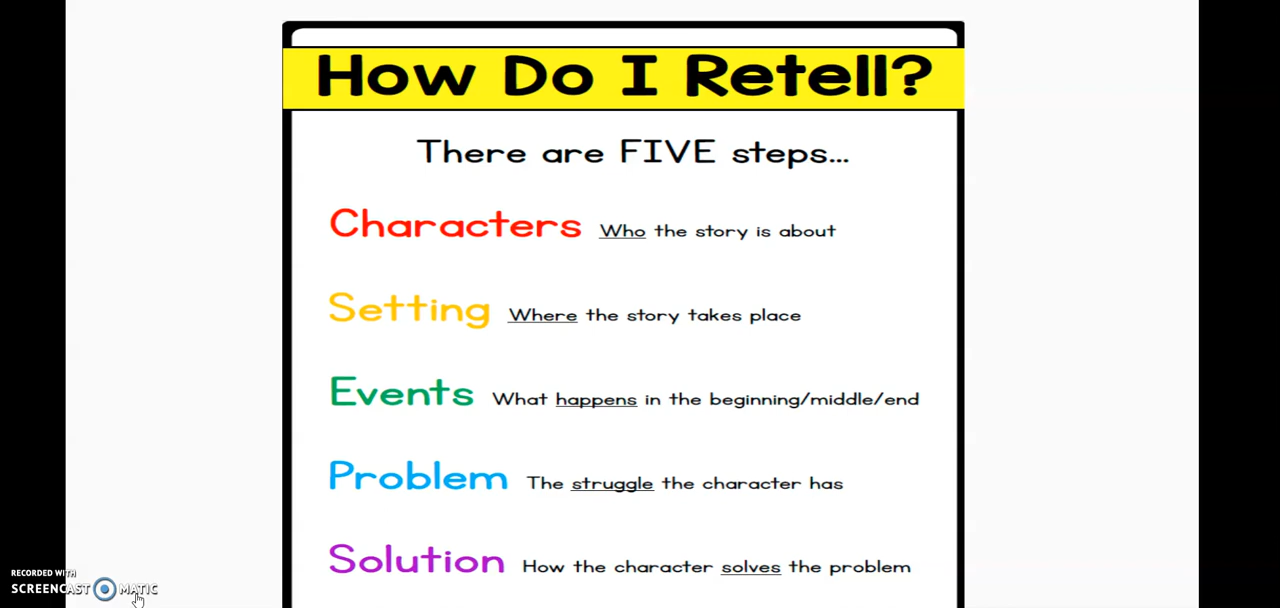 How Do I Retell?
There are FIVE steps...
Characters Who the story is about
Setting Where the story takes place
Events What happens in the beginning/middle/end
Problem The struggle the character has
Solution How the character solves the problem
RECORDED WITH
SCREENCAST MATIC